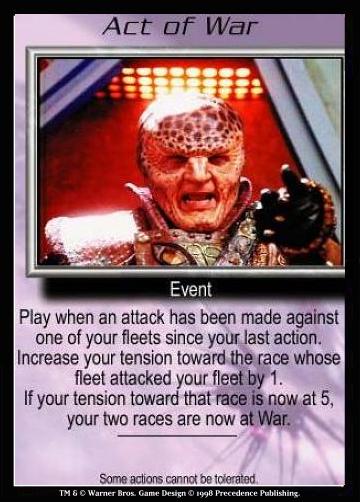 Act of War
Event
Play when an attack has been made against
one of your fleets since your last action.
Increase your tension toward the race whose
fleet attacked your fleet by 1.
If your tension toward that race is now at 5,
your two races are now at War.
Some actions cannot be tolerated.
TM & © Warner Bros. Game Design © 1998 Precedence Publishing.